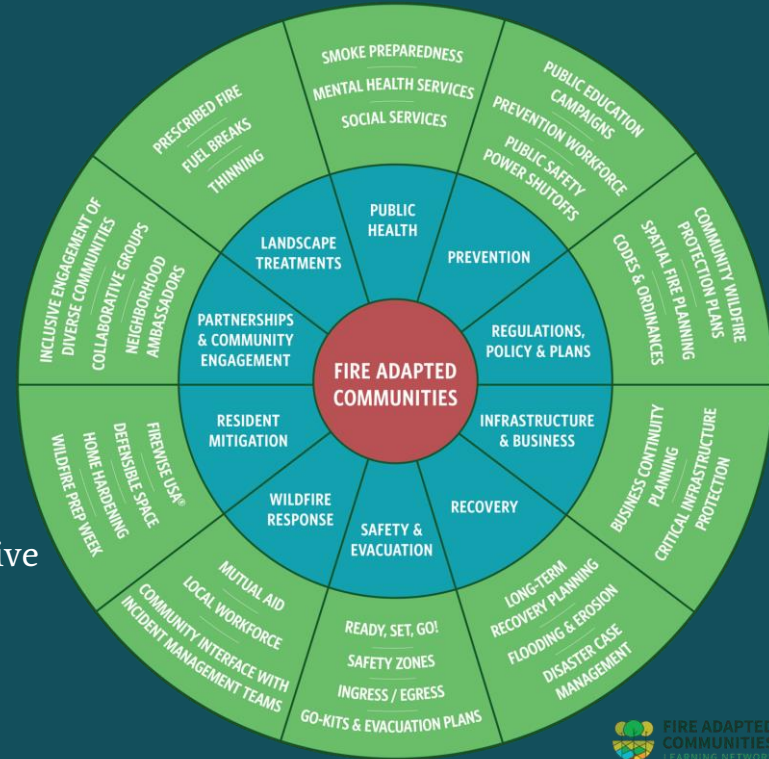 FIRE ADAPTED
COMMUNITIES
PUBLIC
HEALTH
SMOKE PREPAREDNESS
MENTAL HEALTH SERVICES
SOCIAL SERVICES
PREVENTION
PUBLIC EDUCATION
CAMPAIGNS
PREVENTION WORKFORCE
PUBLIC SAFETY
POWER SHUTOFFS
REGULATIONS,
POLICY & PLANS
COMMUNITY WILDFIRE
PROTECTION PLANS
SPATIAL FIRE PLANNING
CODES & ORDINANCES
INFRASTRUCTURE
& BUSINESS
BUSINESS CONTINUITY
PLANNING
CRITICAL INFRASTRUCTURE
PROTECTION
RECOVERY
LONG-TERM
RECOVERY PLANNING
FLOODING & EROSION
DISASTER CASE
MANAGEMENT
SAFETY &
EVACUATION
READY, SET, GO!
SAFETY ZONES
INGRESS / EGRESS
GO-KITS & EVACUATION PLANS
WILDFIRE
RESPONSE
MUTUAL AID
LOCAL WORKFORCE
COMMUNITY INTERFACE WITH
INCIDENT MANAGEMENT TEAMS
RESIDENT
MITIGATION
FIREWISE USA®
DEFENSIBLE SPACE
HOME HARDENING
WILDFIRE PREP WEEK
PARTNERSHIPS
& COMMUNITY
ENGAGEMENT
INCLUSIVE ENGAGEMENT OF
DIVERSE COMMUNITIES
COLLABORATIVE GROUPS
NEIGHBORHOOD
AMBASSADORS
LANDSCAPE
TREATMENTS
PRESCRIBED FIRE
FUEL BREAKS
THINNING
ive
FIRE ADAPTED
COMMUNITIES
LEARNING NETWORK